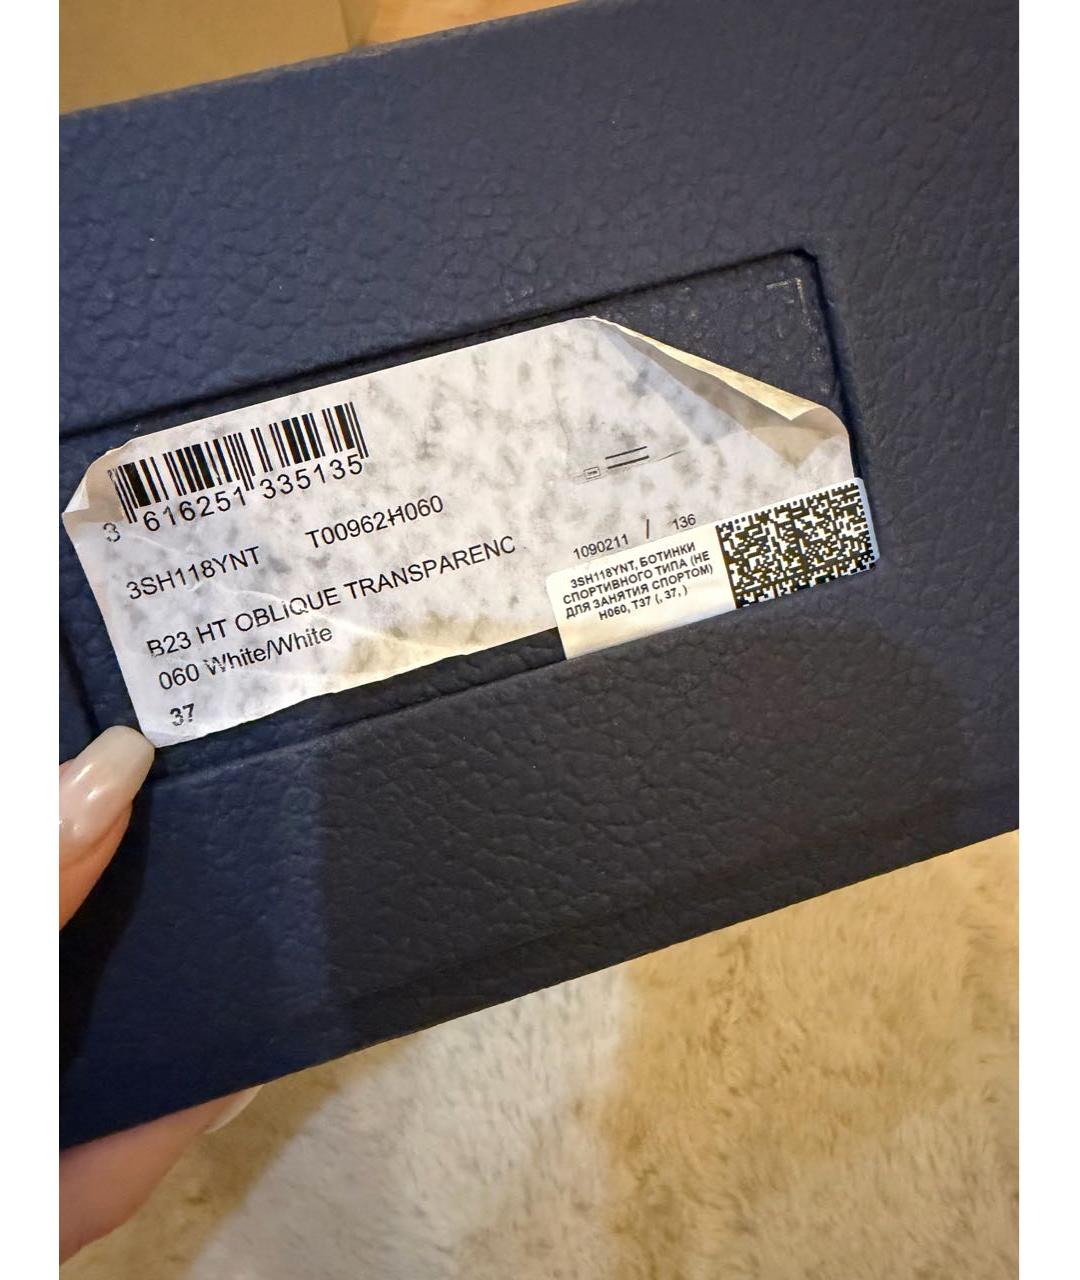 3 616251 335135
3SH118YNT T00962H060
B23 HT OBLIQUE TRANSPARENC
060 White/White
37
1090211 / 136
3SH118YNT, БОТИНКИ
СПОРТИВНОГО ТИПА (НЕ
ДЛЯ ЗАНЯТИЯ СПОРТОМ)
H060, T37 (, 37, )